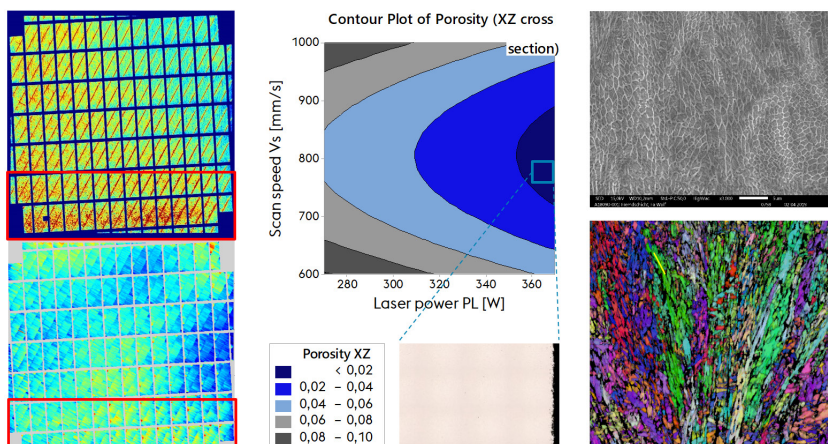 Contour Plot of Porosity (XZ cross
section)
Scan speed Vs [mm/s]
1000
900
800
700
600
280
300
320
340
360
Laser power PL [W]
Porosity XZ
< 0,02
0,02 – 0,04
0,04 – 0,06
0,06 – 0,08
0,08 – 0,10